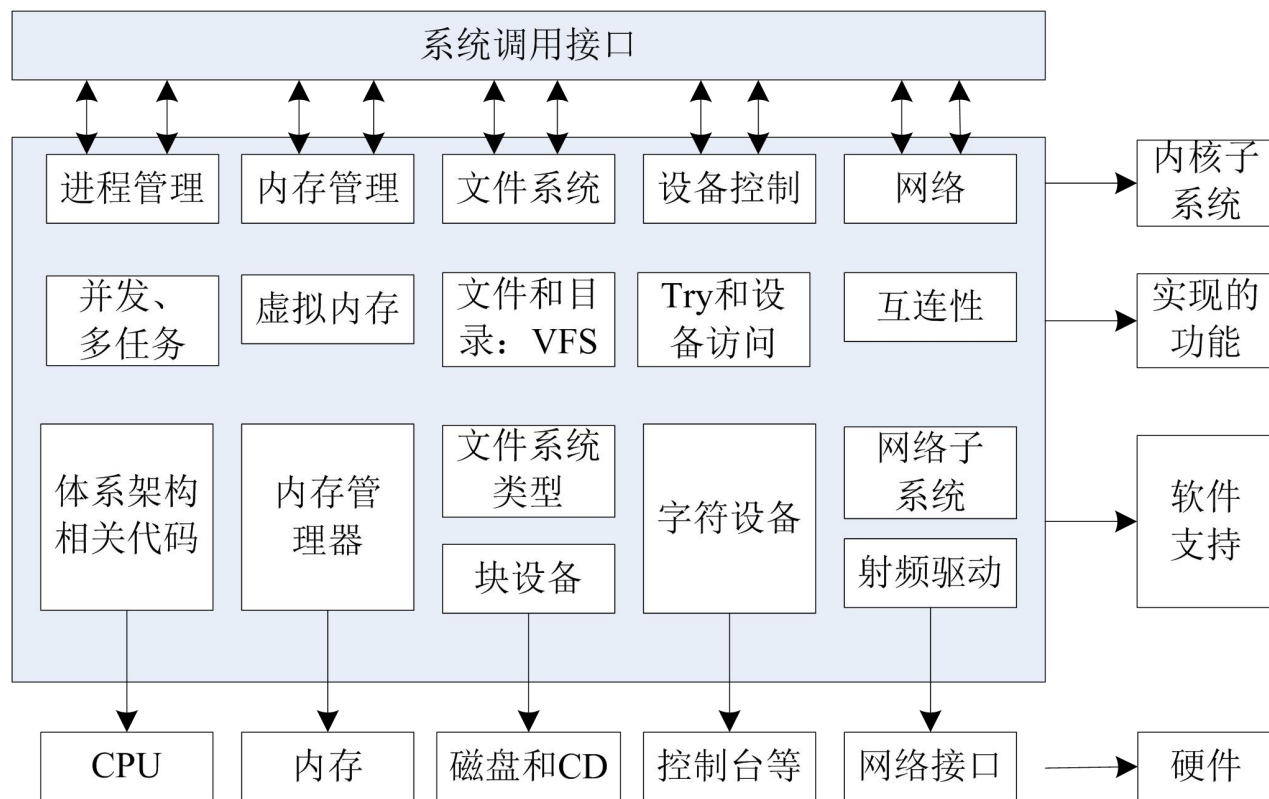 系统调用接口
进程管理
内存管理
文件系统
设备控制
网络
内核子
系统
并发、
多任务
虚拟内存
文件和目
录：VFS
Try和设
备访问
互连性
实现的
功能
体系架构
相关代码
内存管
理器
文件系统
类型
块设备
字符设备
网络子
系统
射频驱动
软件
支持
CPU
内存
磁盘和CD
控制台等
网络接口
硬件